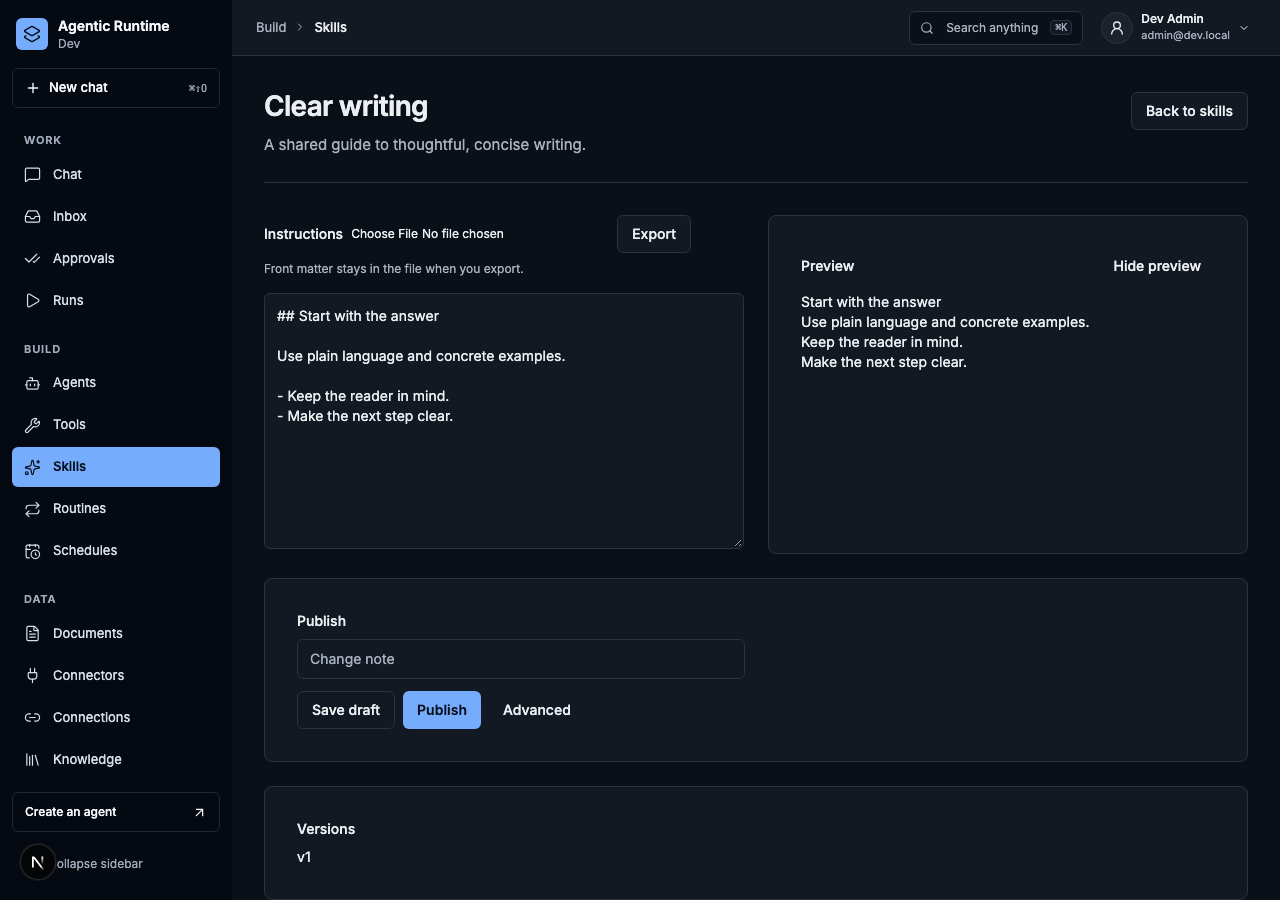 Agentic Runtime
Dev
New chat ⌘⇧O
WORK
Chat
Inbox
Approvals
Runs
BUILD
Agents
Tools
Skills
Routines
Schedules
DATA
Documents
Connectors
Connections
Knowledge
Create an agent
N
ollapse sidebar
Build > Skills
Search anything ⌘K
Dev Admin
admin@dev.local
Clear writing
A shared guide to thoughtful, concise writing.
Back to skills
Instructions Choose File No file chosen Export
Front matter stays in the file when you export.
## Start with the answer
Use plain language and concrete examples.
- Keep the reader in mind.
- Make the next step clear.
Preview Hide preview
Start with the answer
Use plain language and concrete examples.
Keep the reader in mind.
Make the next step clear.
Publish
Change note
Save draft Publish Advanced
Versions
v1